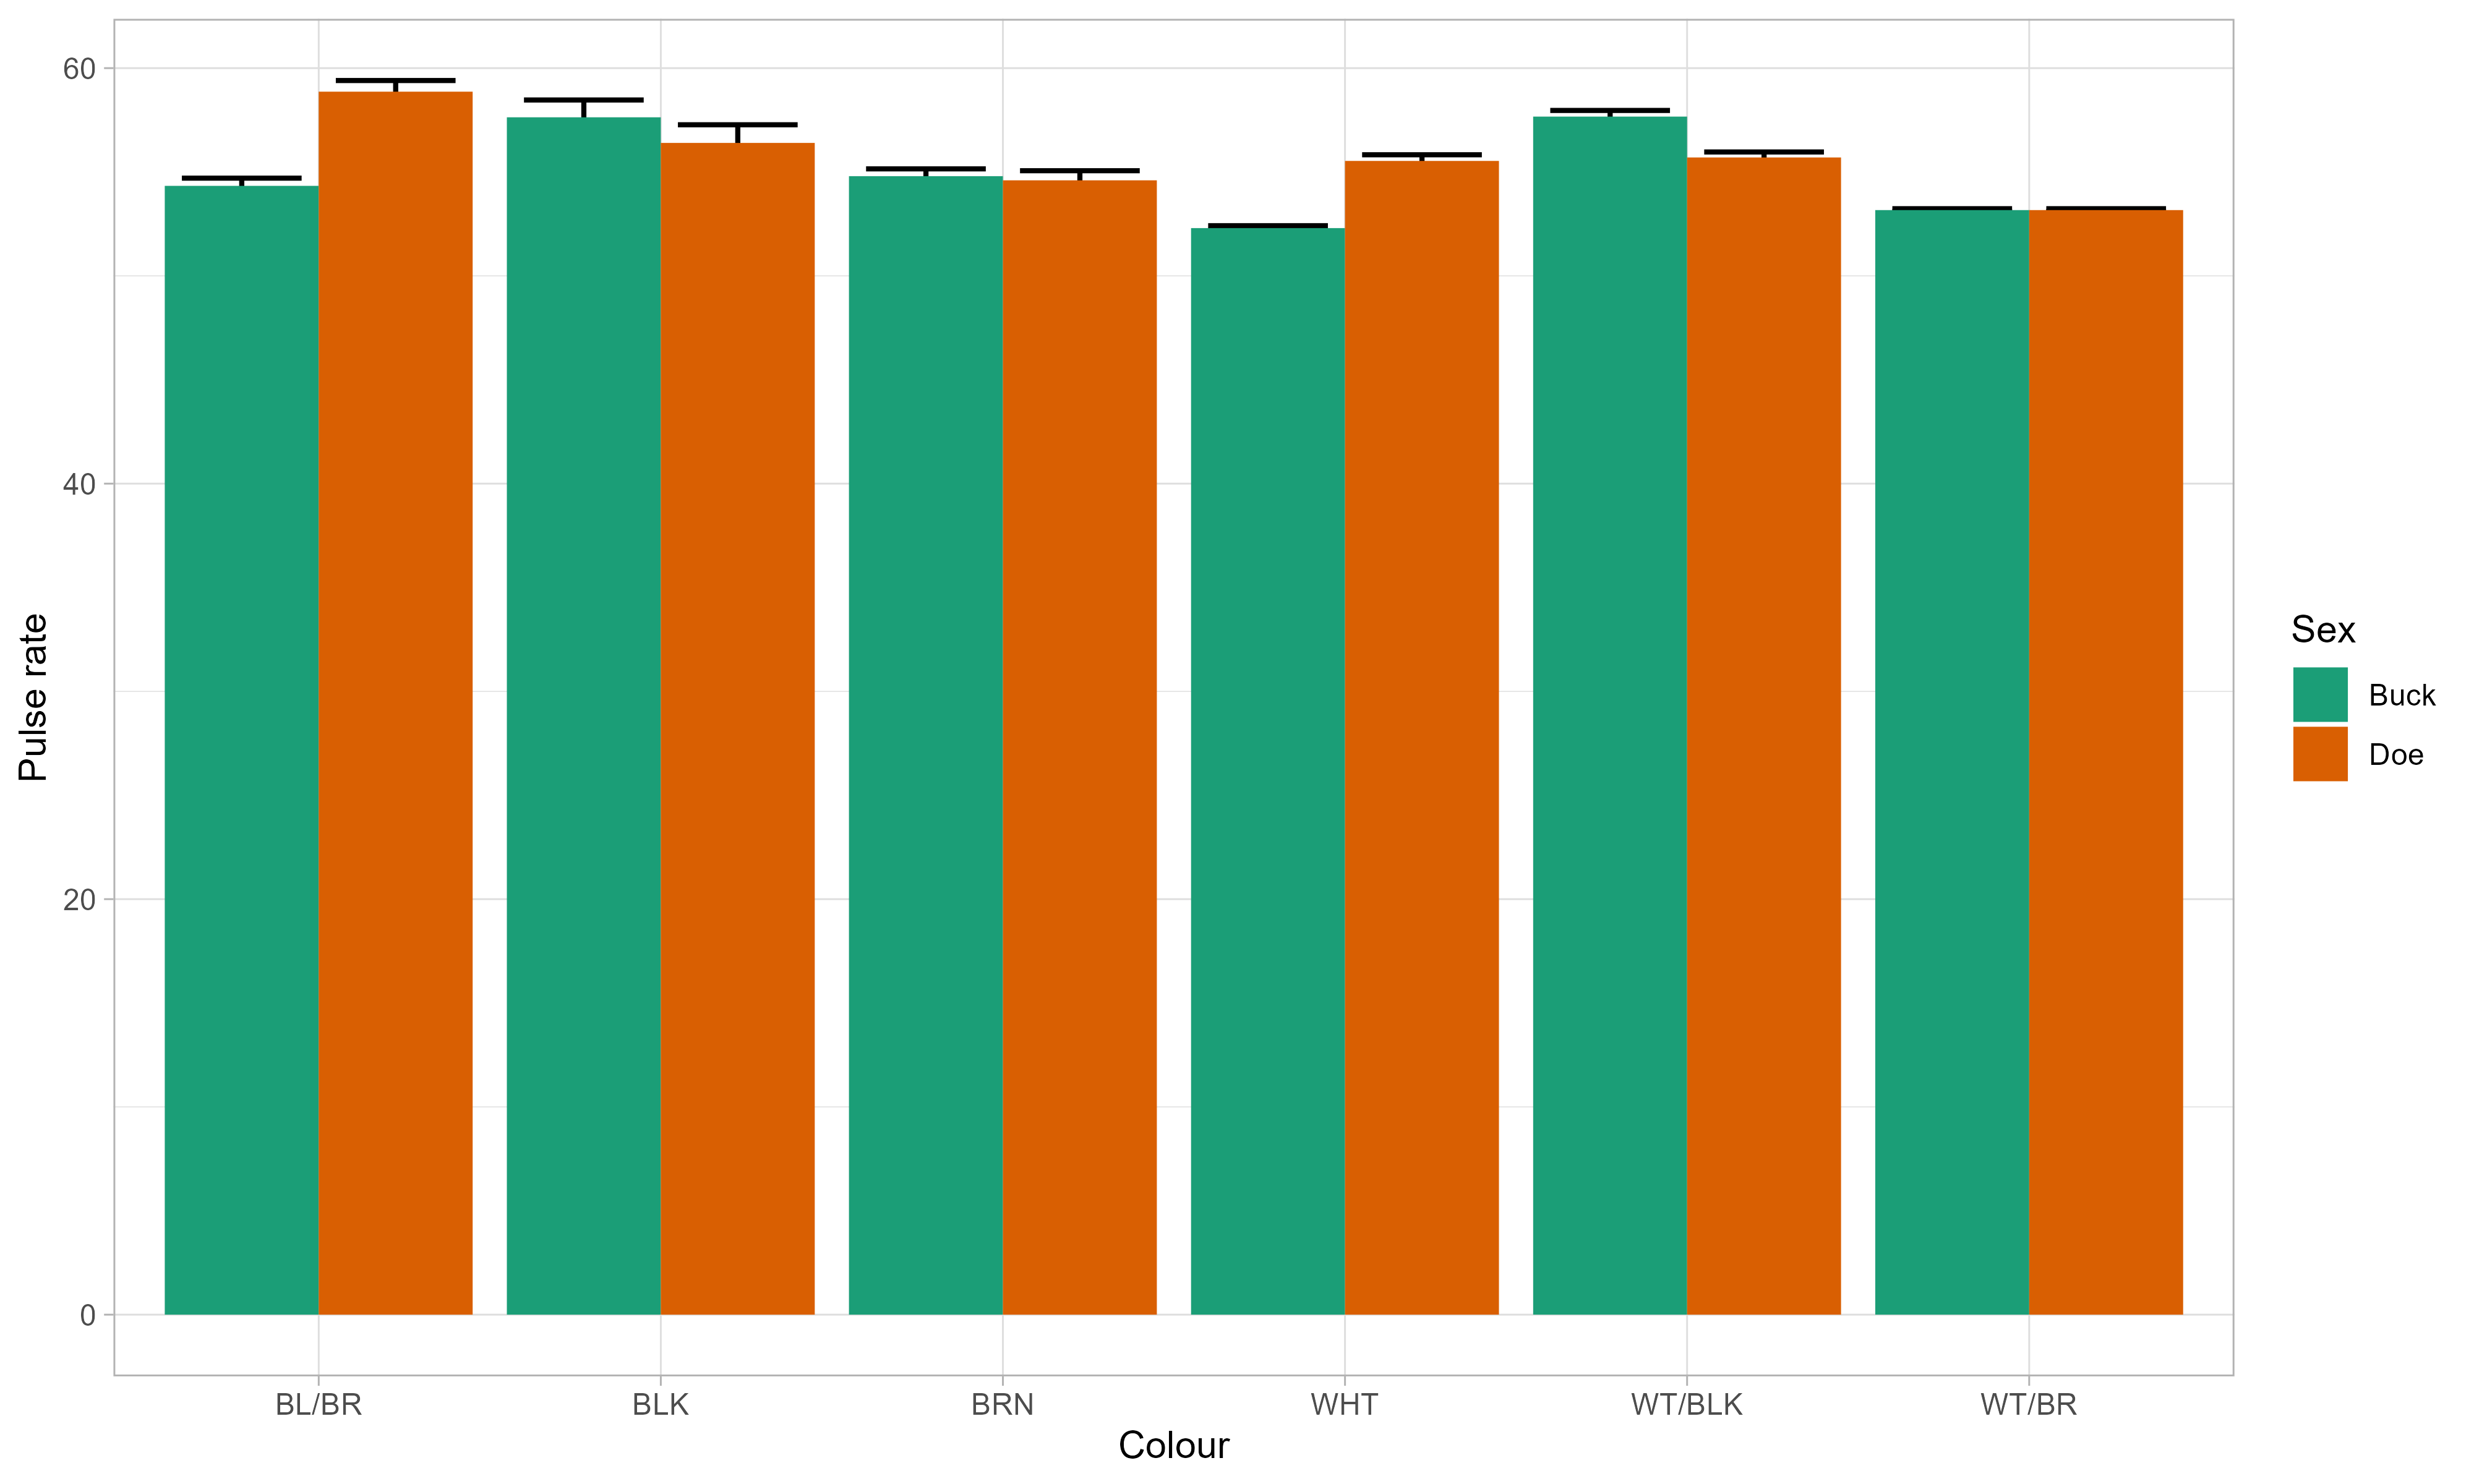 60
40
20
0
Pulse rate
BL/BR
BLK
BRN
WHT
WT/BLK
WT/BR
Colour
Sex
Buck
Doe